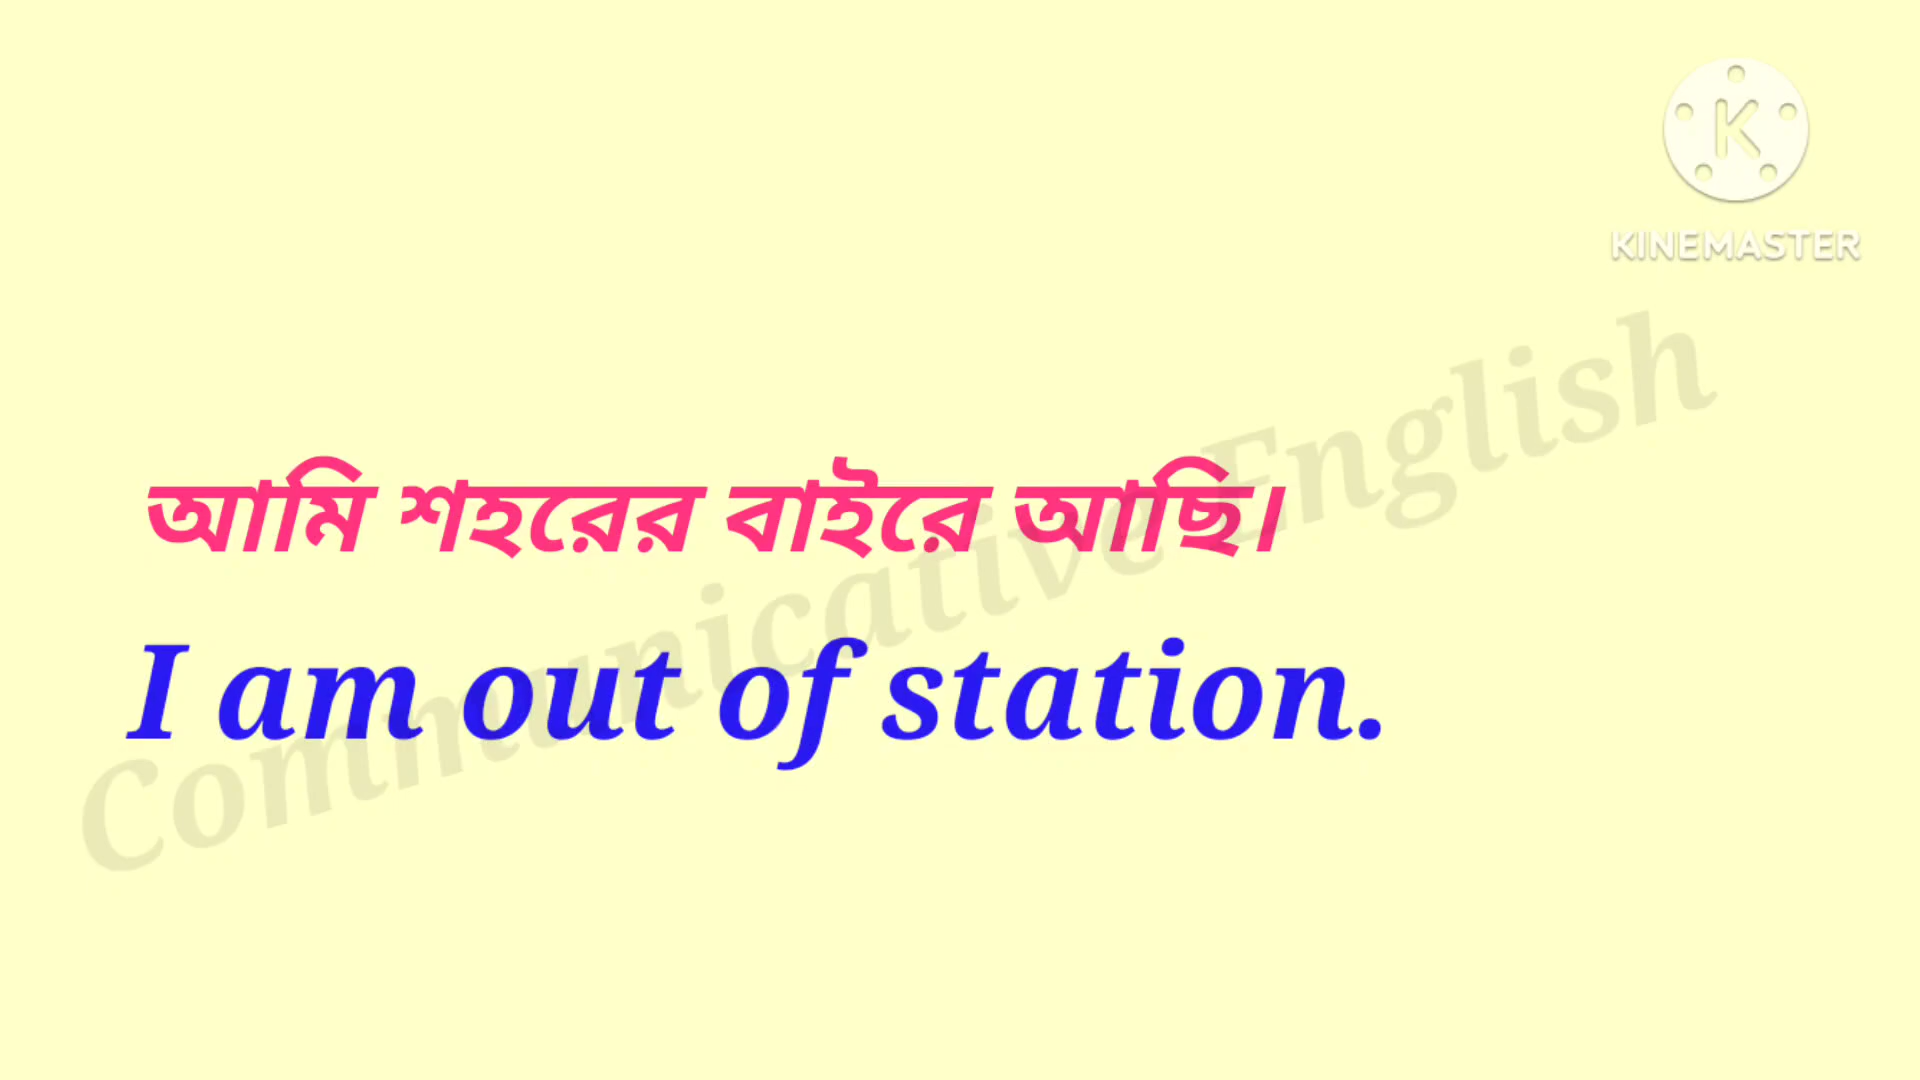 K
KINEMASTER
আমি শহরের বাইরে আছি।
I am out of station.
Communicative English